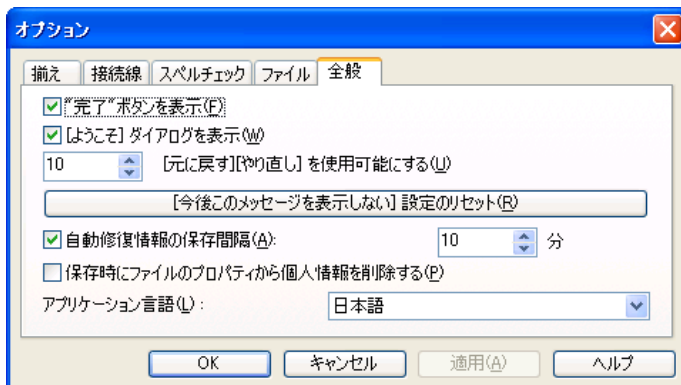 オプション
揃え 接続線 スペルチェック ファイル 全般
"完了"ボタンを表示(F)
[ようこそ] ダイアログを表示(W)
10 [元に戻す][やり直し] を使用可能にする(U)
[今後このメッセージを表示しない] 設定のリセット(R)
自動修復情報の保存間隔(A): 10 分
保存時にファイルのプロパティから個人情報を削除する(P)
アプリケーション言語(L) : 日本語
OK キャンセル 適用(A) ヘルプ